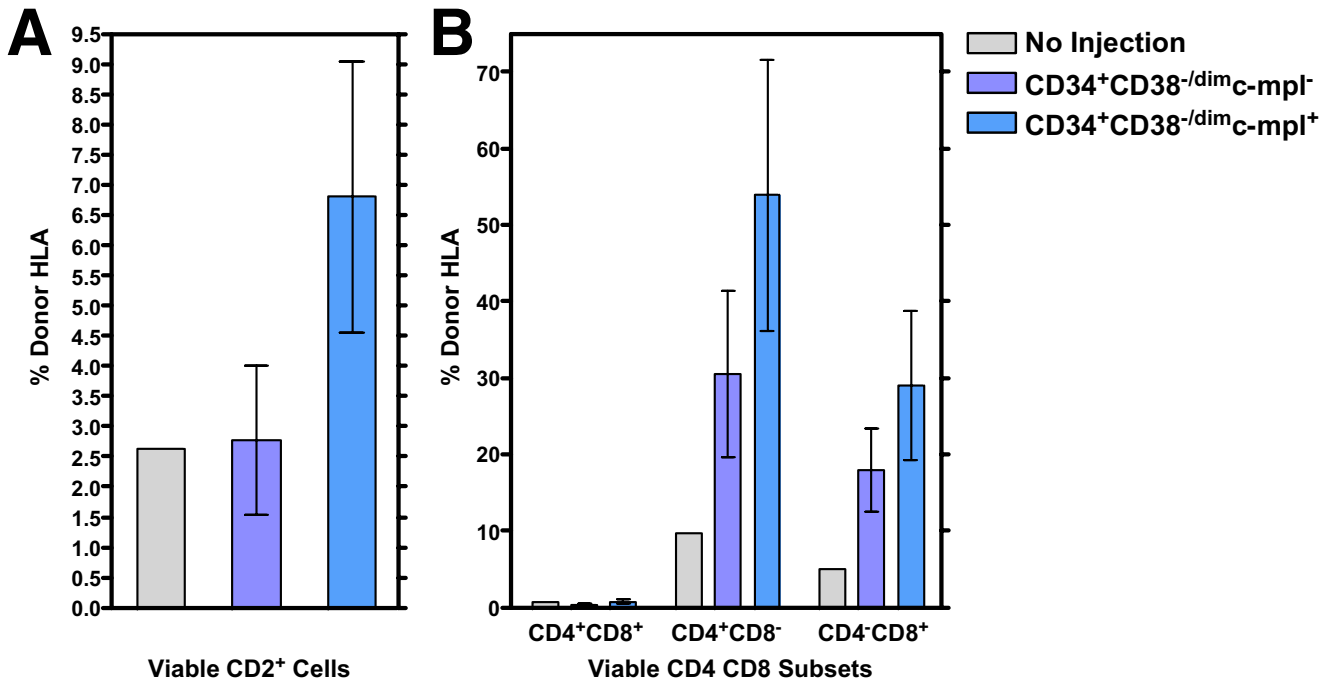 A
9.5
9.0
8.5
8.0
7.5
7.0
6.5
6.0
5.5
5.0
4.5
4.0
3.5
3.0
2.5
2.0
1.5
1.0
0.5
0.0
% Donor HLA
Viable CD2⁺ Cells
B
70
60
50
40
30
20
10
0
% Donor HLA
CD4⁺CD8⁺ CD4⁺CD8⁻ CD4⁻CD8⁺
Viable CD4 CD8 Subsets
No Injection
CD34⁺CD38⁻/ᵈⁱᵐc-mpl⁻
CD34⁺CD38⁻/ᵈⁱᵐc-mpl⁺